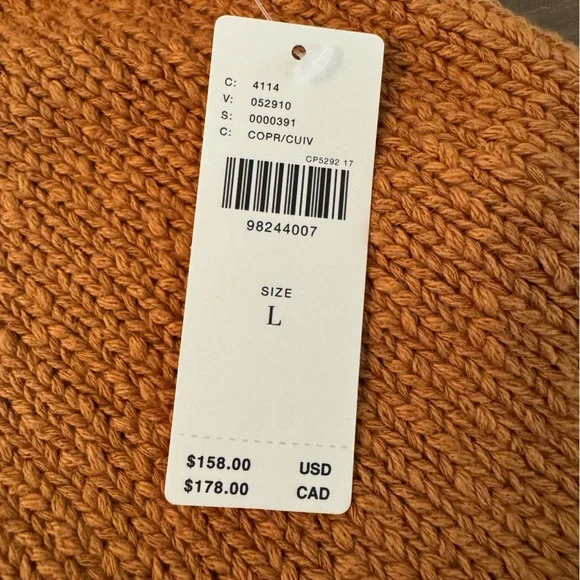 C: 4114
V: 052910
S: 0000391
C: COPR/CUIV
CP5292 17
98244007
SIZE
L
$158.00 USD
$178.00 CAD